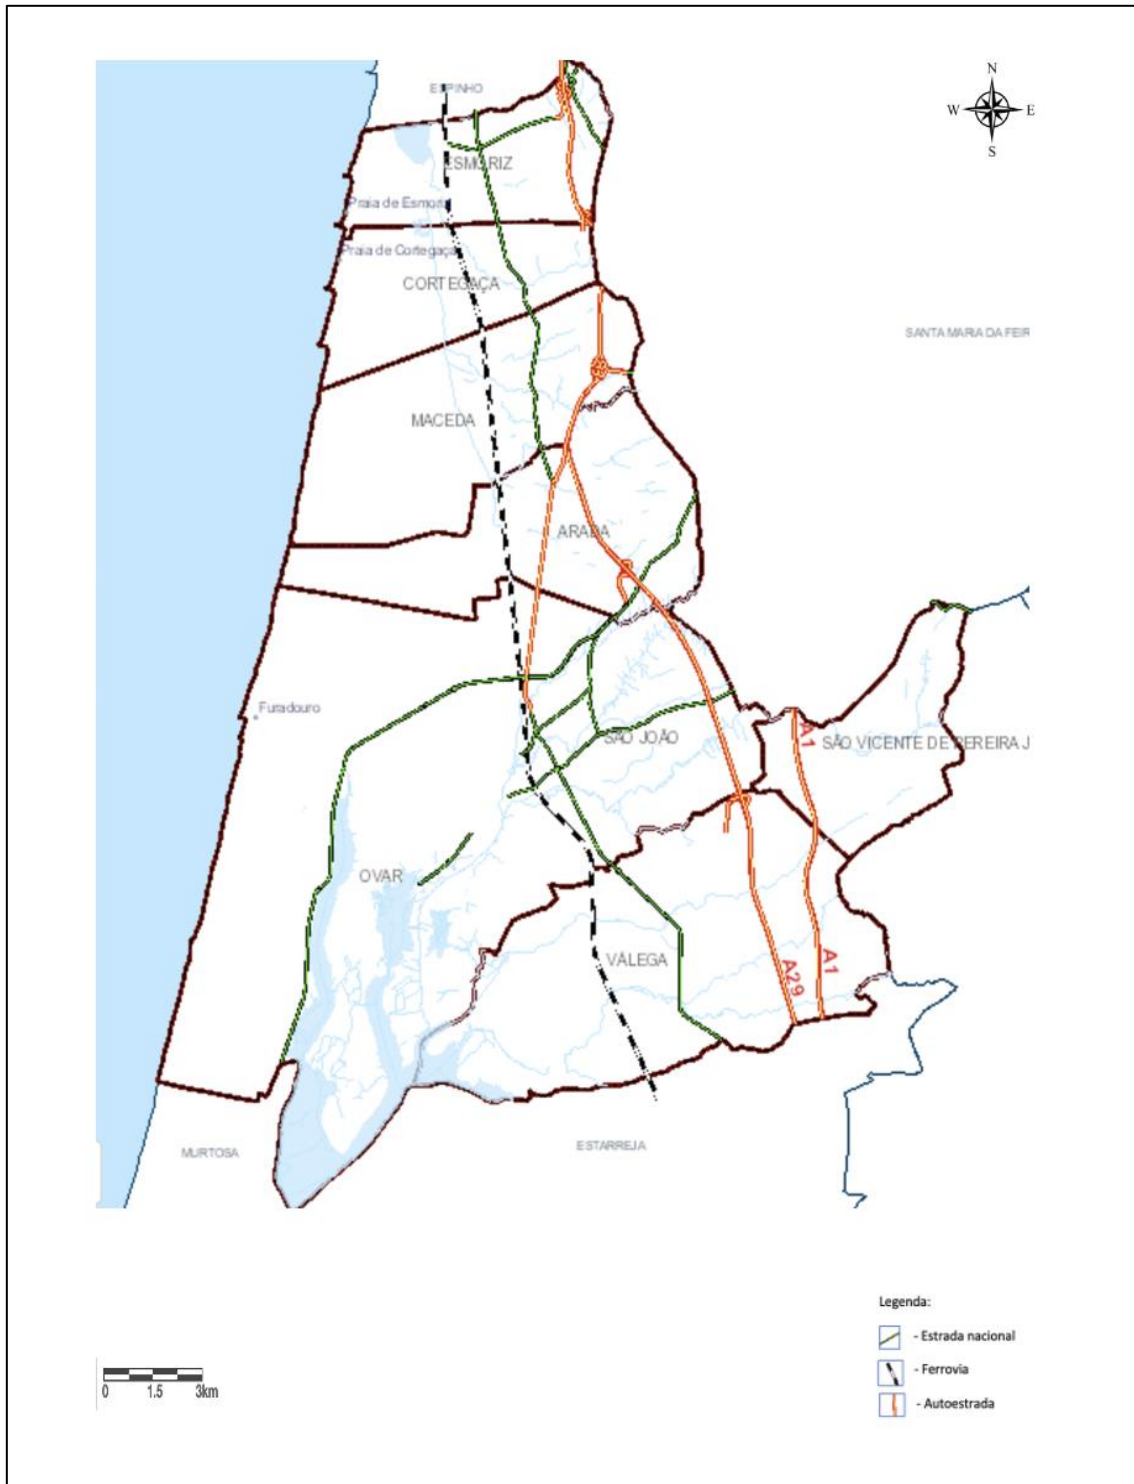 N
W E
S
ESPINHO
ESMORIZ
Praia de Esmoriz
Praia de Cortegaça
CORTEGAÇA
SANTA MARIA DA FEIR
MACEDA
ARADA
Furadouro
SÃO JOÃO
A1
SÃO VICENTE DE PEREIRA J
OVAR
VÁLEGA
A29
A1
MURTOSA
ESTARREJA
Legenda:
- Estrada nacional
- Ferrovia
- Autoestrada
0 1.5 3km